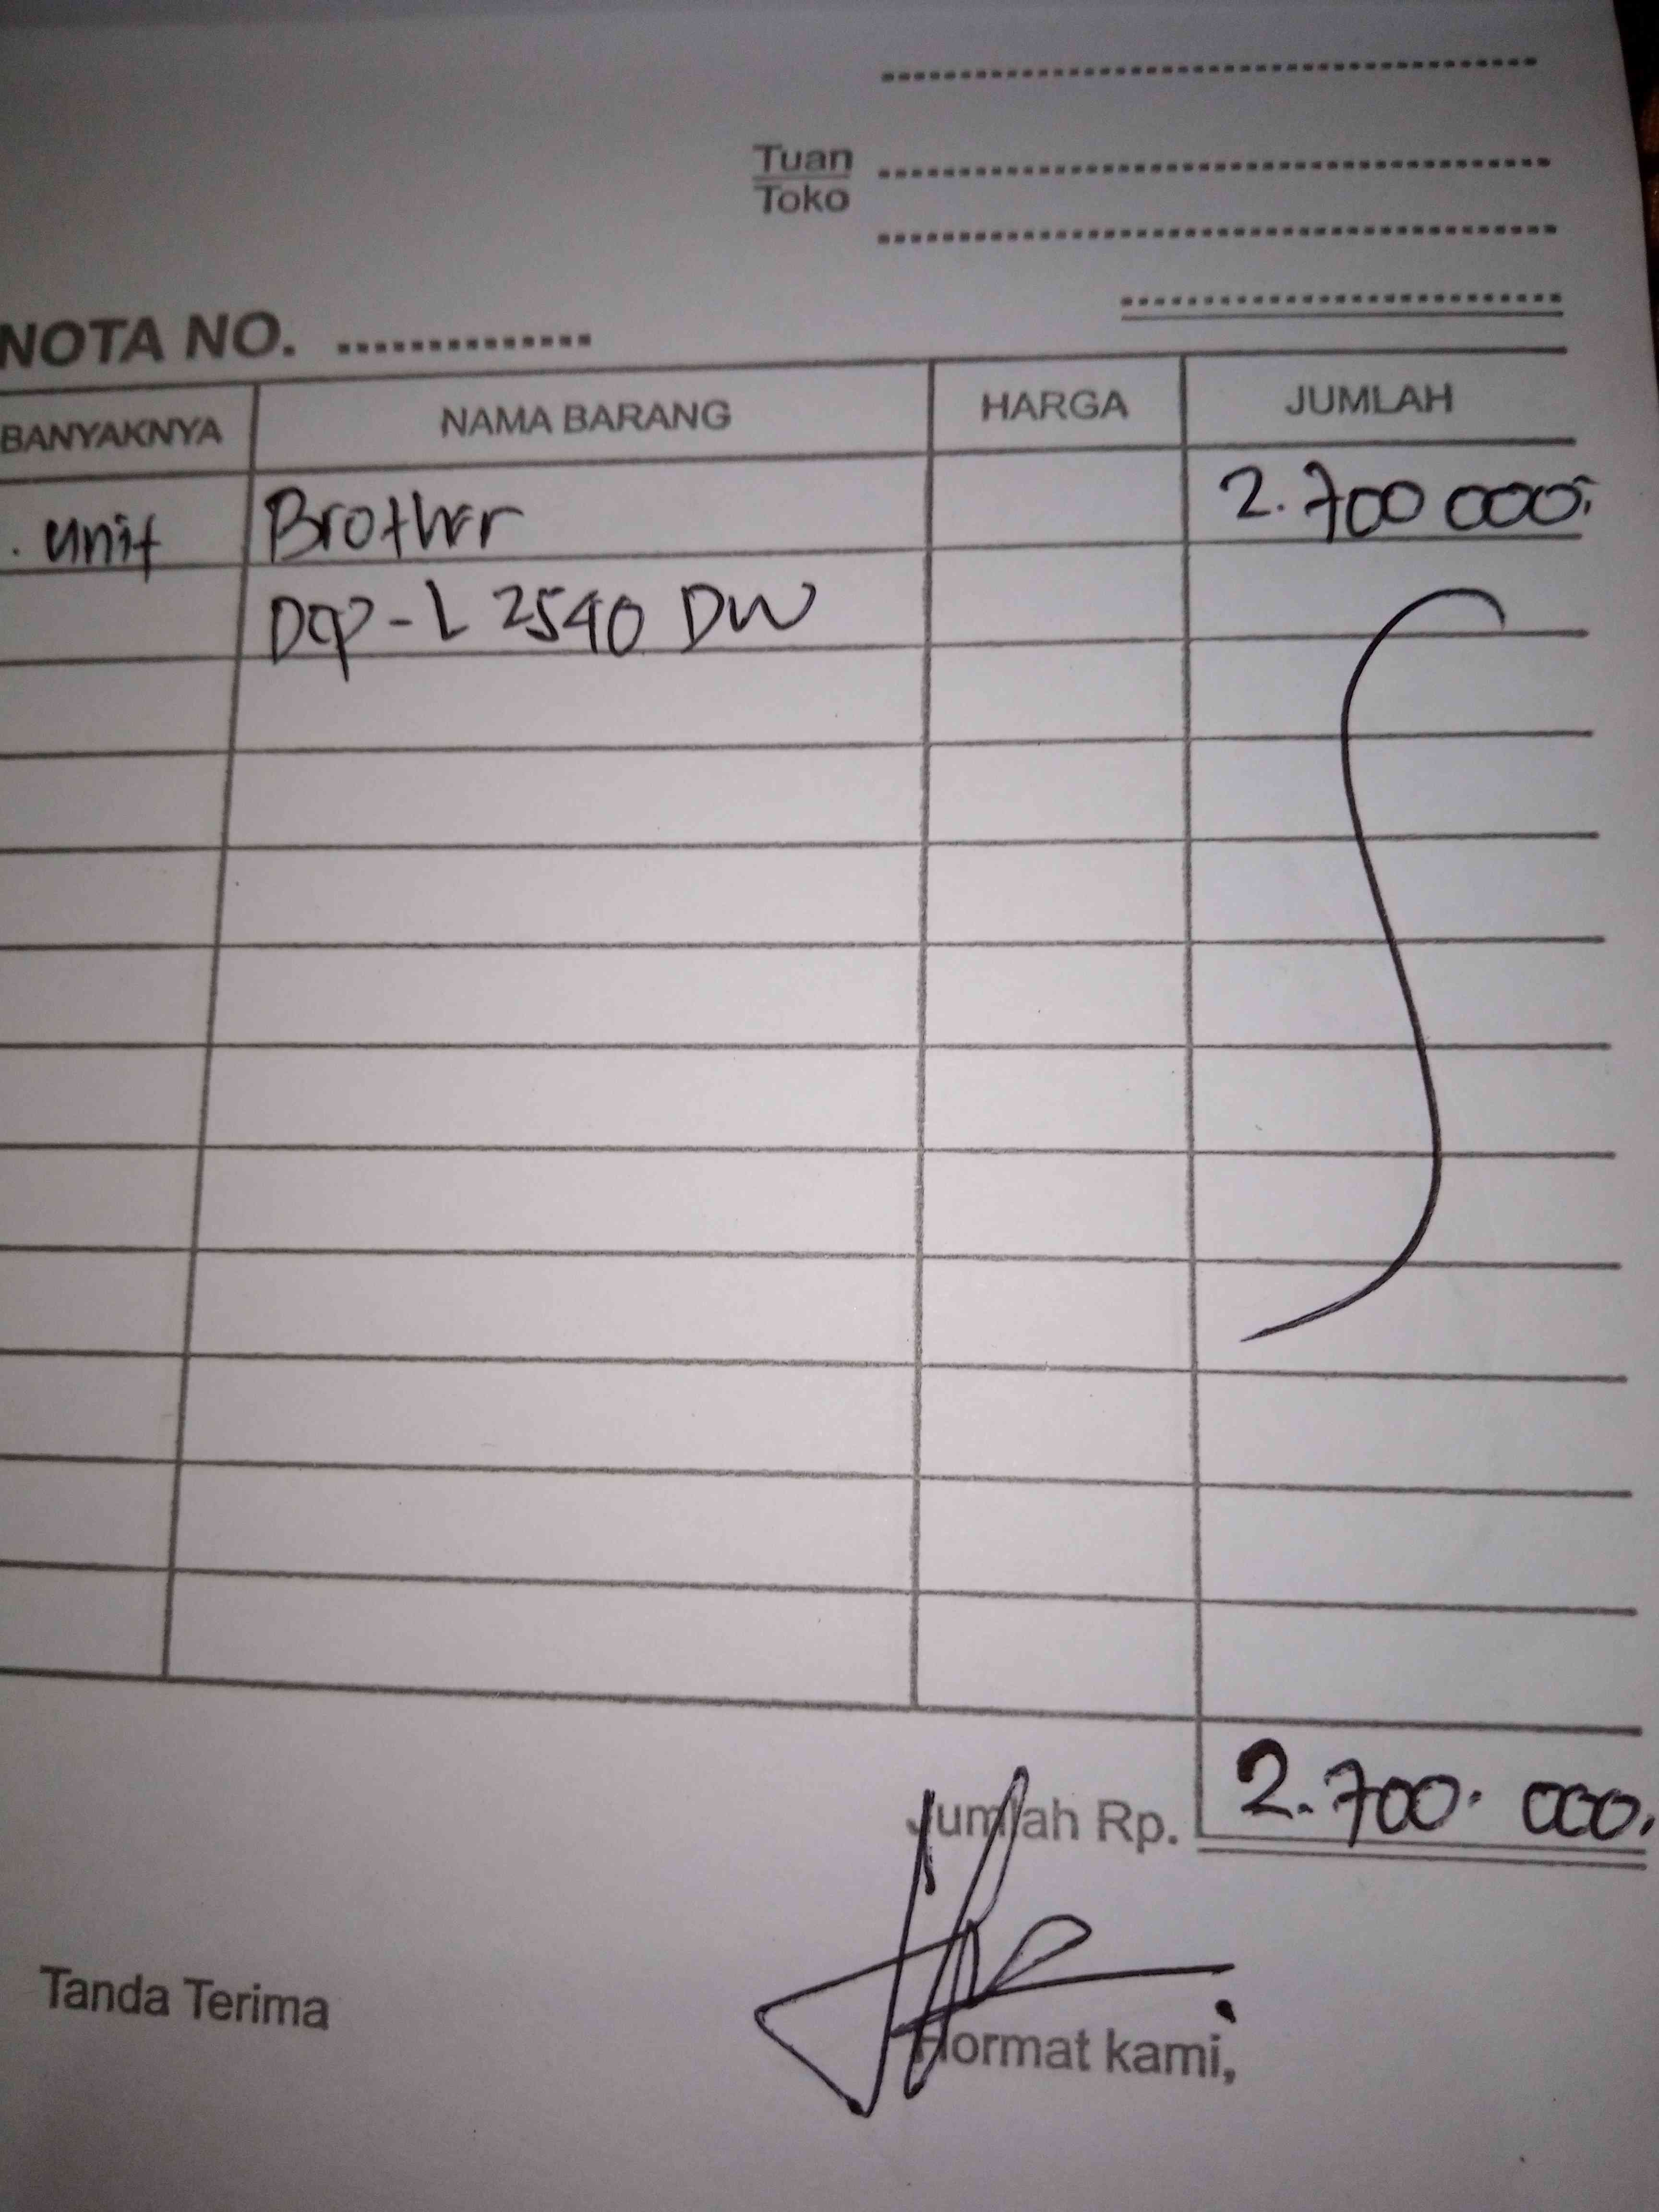 Tuan
Toko
NOTA NO. ..............
BANYAKNYA NAMA BARANG HARGA JUMLAH
. unit Brother 2.700 000,
DCP-L 2540 DW
Jumlah Rp. 2.700. 000,
Tanda Terima Hormat kami,